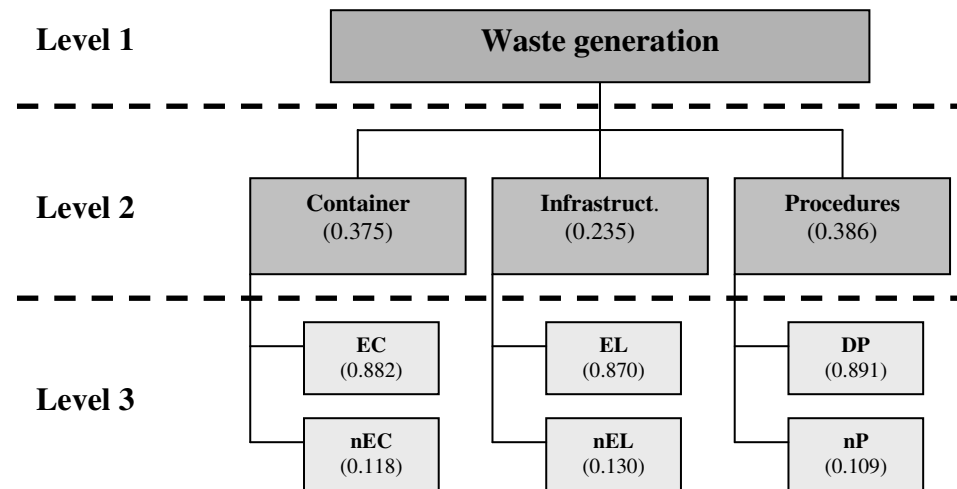 Level 1
Waste generation
Level 2
Container
(0.375)
Infrastruct.
(0.235)
Procedures
(0.386)
Level 3
EC
(0.882)
EL
(0.870)
DP
(0.891)
nEC
(0.118)
nEL
(0.130)
nP
(0.109)